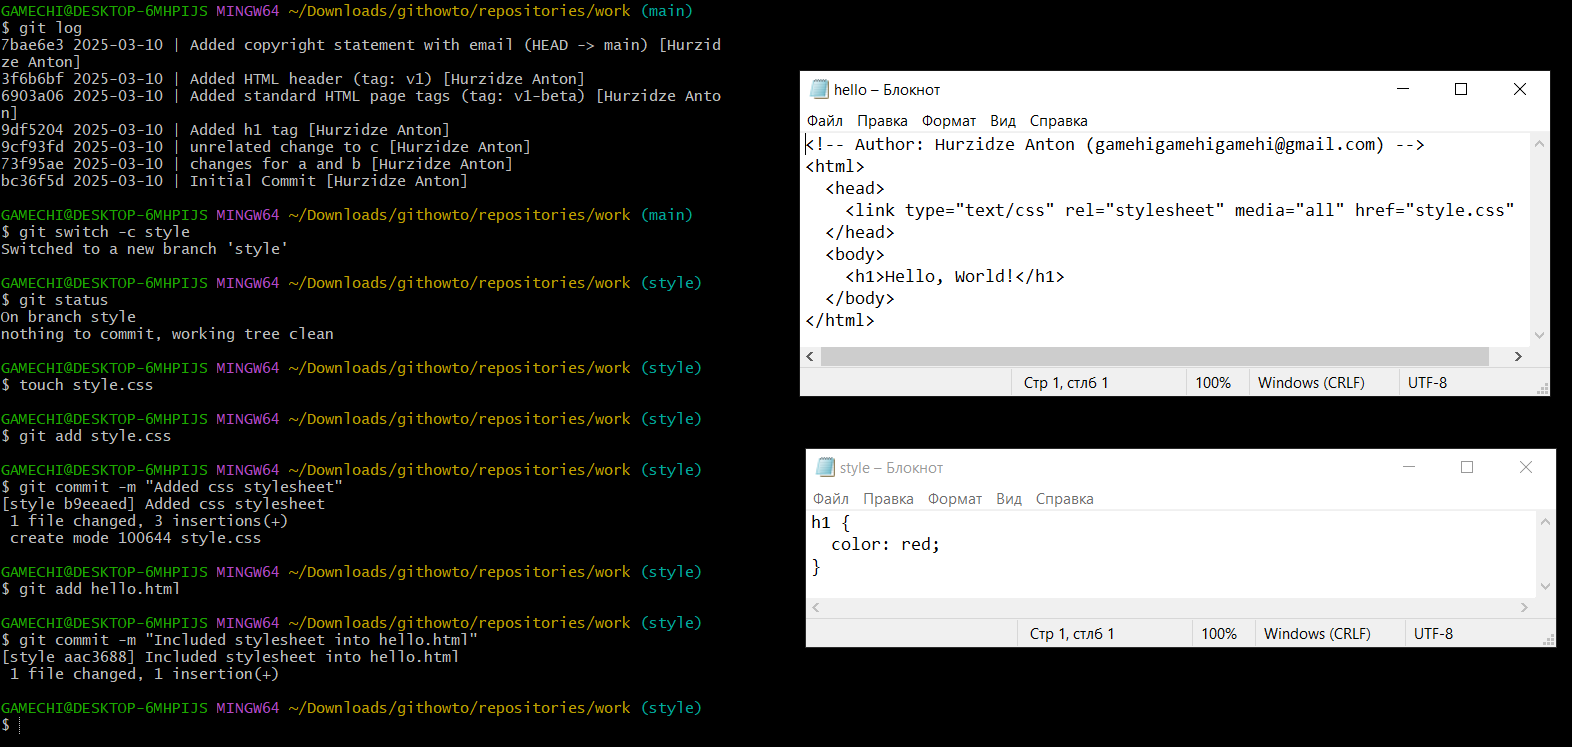 GAMECHI@DESKTOP-6MHPIJS MINGW64 ~/Downloads/githowto/repositories/work (main)
$ git log
7bae6e3 2025-03-10 | Added copyright statement with email (HEAD -> main) [Hurzid
ze Anton]
3f6b6bf 2025-03-10 | Added HTML header (tag: v1) [Hurzidze Anton]
6903a06 2025-03-10 | Added standard HTML page tags (tag: v1-beta) [Hurzidze Anto
n]
9df5204 2025-03-10 | Added h1 tag [Hurzidze Anton]
9cf93fd 2025-03-10 | unrelated change to c [Hurzidze Anton]
73f95ae 2025-03-10 | changes for a and b [Hurzidze Anton]
bc36f5d 2025-03-10 | Initial Commit [Hurzidze Anton]
GAMECHI@DESKTOP-6MHPIJS MINGW64 ~/Downloads/githowto/repositories/work (main)
$ git switch -c style
Switched to a new branch 'style'
GAMECHI@DESKTOP-6MHPIJS MINGW64 ~/Downloads/githowto/repositories/work (style)
$ git status
On branch style
nothing to commit, working tree clean
GAMECHI@DESKTOP-6MHPIJS MINGW64 ~/Downloads/githowto/repositories/work (style)
$ touch style.css
GAMECHI@DESKTOP-6MHPIJS MINGW64 ~/Downloads/githowto/repositories/work (style)
$ git add style.css
GAMECHI@DESKTOP-6MHPIJS MINGW64 ~/Downloads/githowto/repositories/work (style)
$ git commit -m "Added css stylesheet"
[style b9eeaed] Added css stylesheet
 1 file changed, 3 insertions(+)
 create mode 100644 style.css
GAMECHI@DESKTOP-6MHPIJS MINGW64 ~/Downloads/githowto/repositories/work (style)
$ git add hello.html
GAMECHI@DESKTOP-6MHPIJS MINGW64 ~/Downloads/githowto/repositories/work (style)
$ git commit -m "Included stylesheet into hello.html"
[style aac3688] Included stylesheet into hello.html
 1 file changed, 1 insertion(+)
GAMECHI@DESKTOP-6MHPIJS MINGW64 ~/Downloads/githowto/repositories/work (style)
$
hello – Блокнот
Файл Правка Формат Вид Справка
<!-- Author: Hurzidze Anton (gamehigamehigamehi@gmail.com) -->
<html>
  <head>
    <link type="text/css" rel="stylesheet" media="all" href="style.css"
  </head>
  <body>
    <h1>Hello, World!</h1>
  </body>
</html>
Стр 1, стлб 1 100% Windows (CRLF) UTF-8
style – Блокнот
Файл Правка Формат Вид Справка
h1 {
  color: red;
}
Стр 1, стлб 1 100% Windows (CRLF) UTF-8